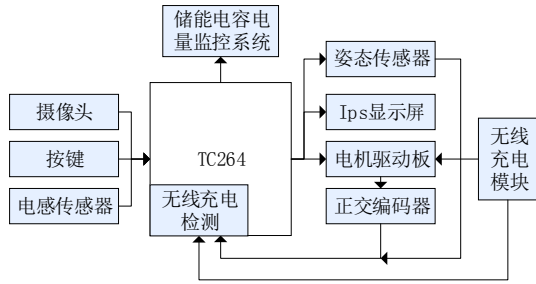 储能电容电
量监控系统
摄像头
按键
电感传感器
TC264
无线充电
检测
姿态传感器
Ips显示屏
电机驱动板
正交编码器
无线
充电
模块